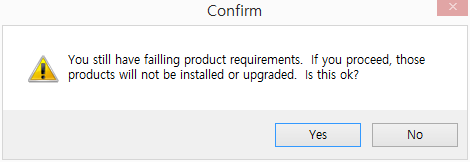 Confirm
You still have failling product requirements.  If you proceed, those
products will not be installed or upgraded.  Is this ok?
Yes
No